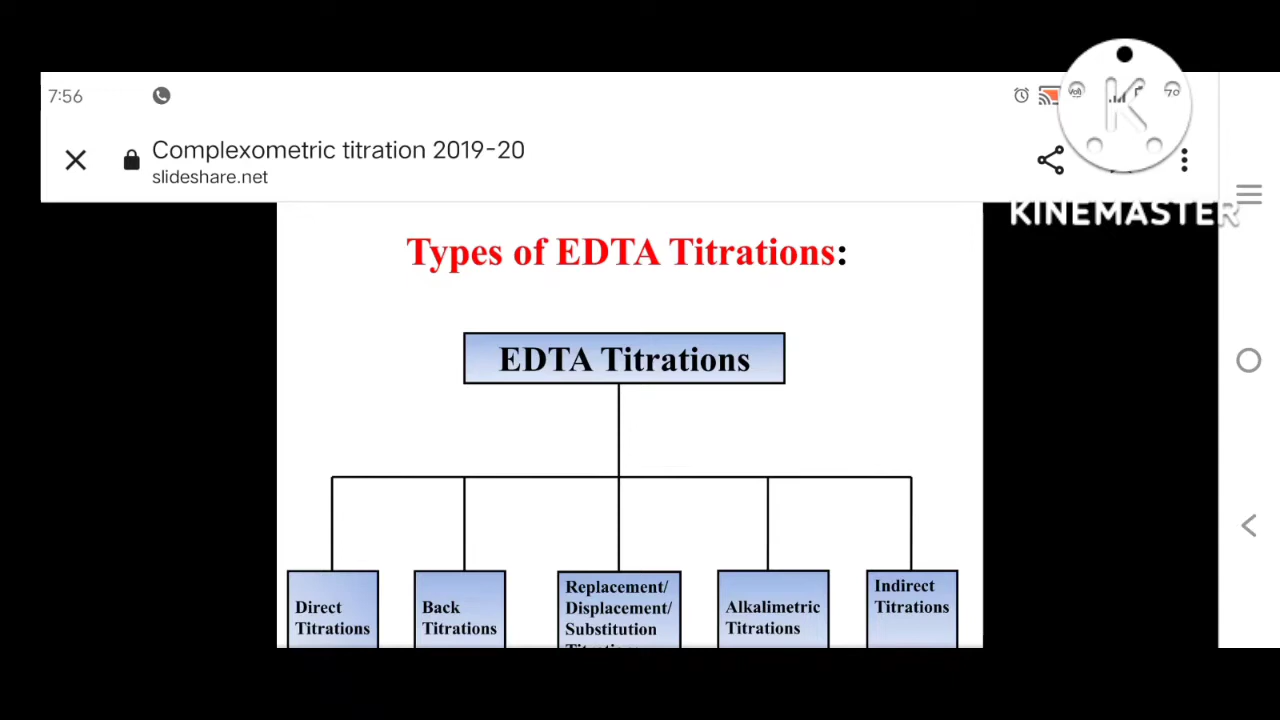 7:56
Complexometric titration 2019-20
slideshare.net
K
KINEMASTER
Types of EDTA Titrations:
EDTA Titrations
Direct
Titrations
Back
Titrations
Replacement/
Displacement/
Substitution
Alkalimetric
Titrations
Indirect
Titrations